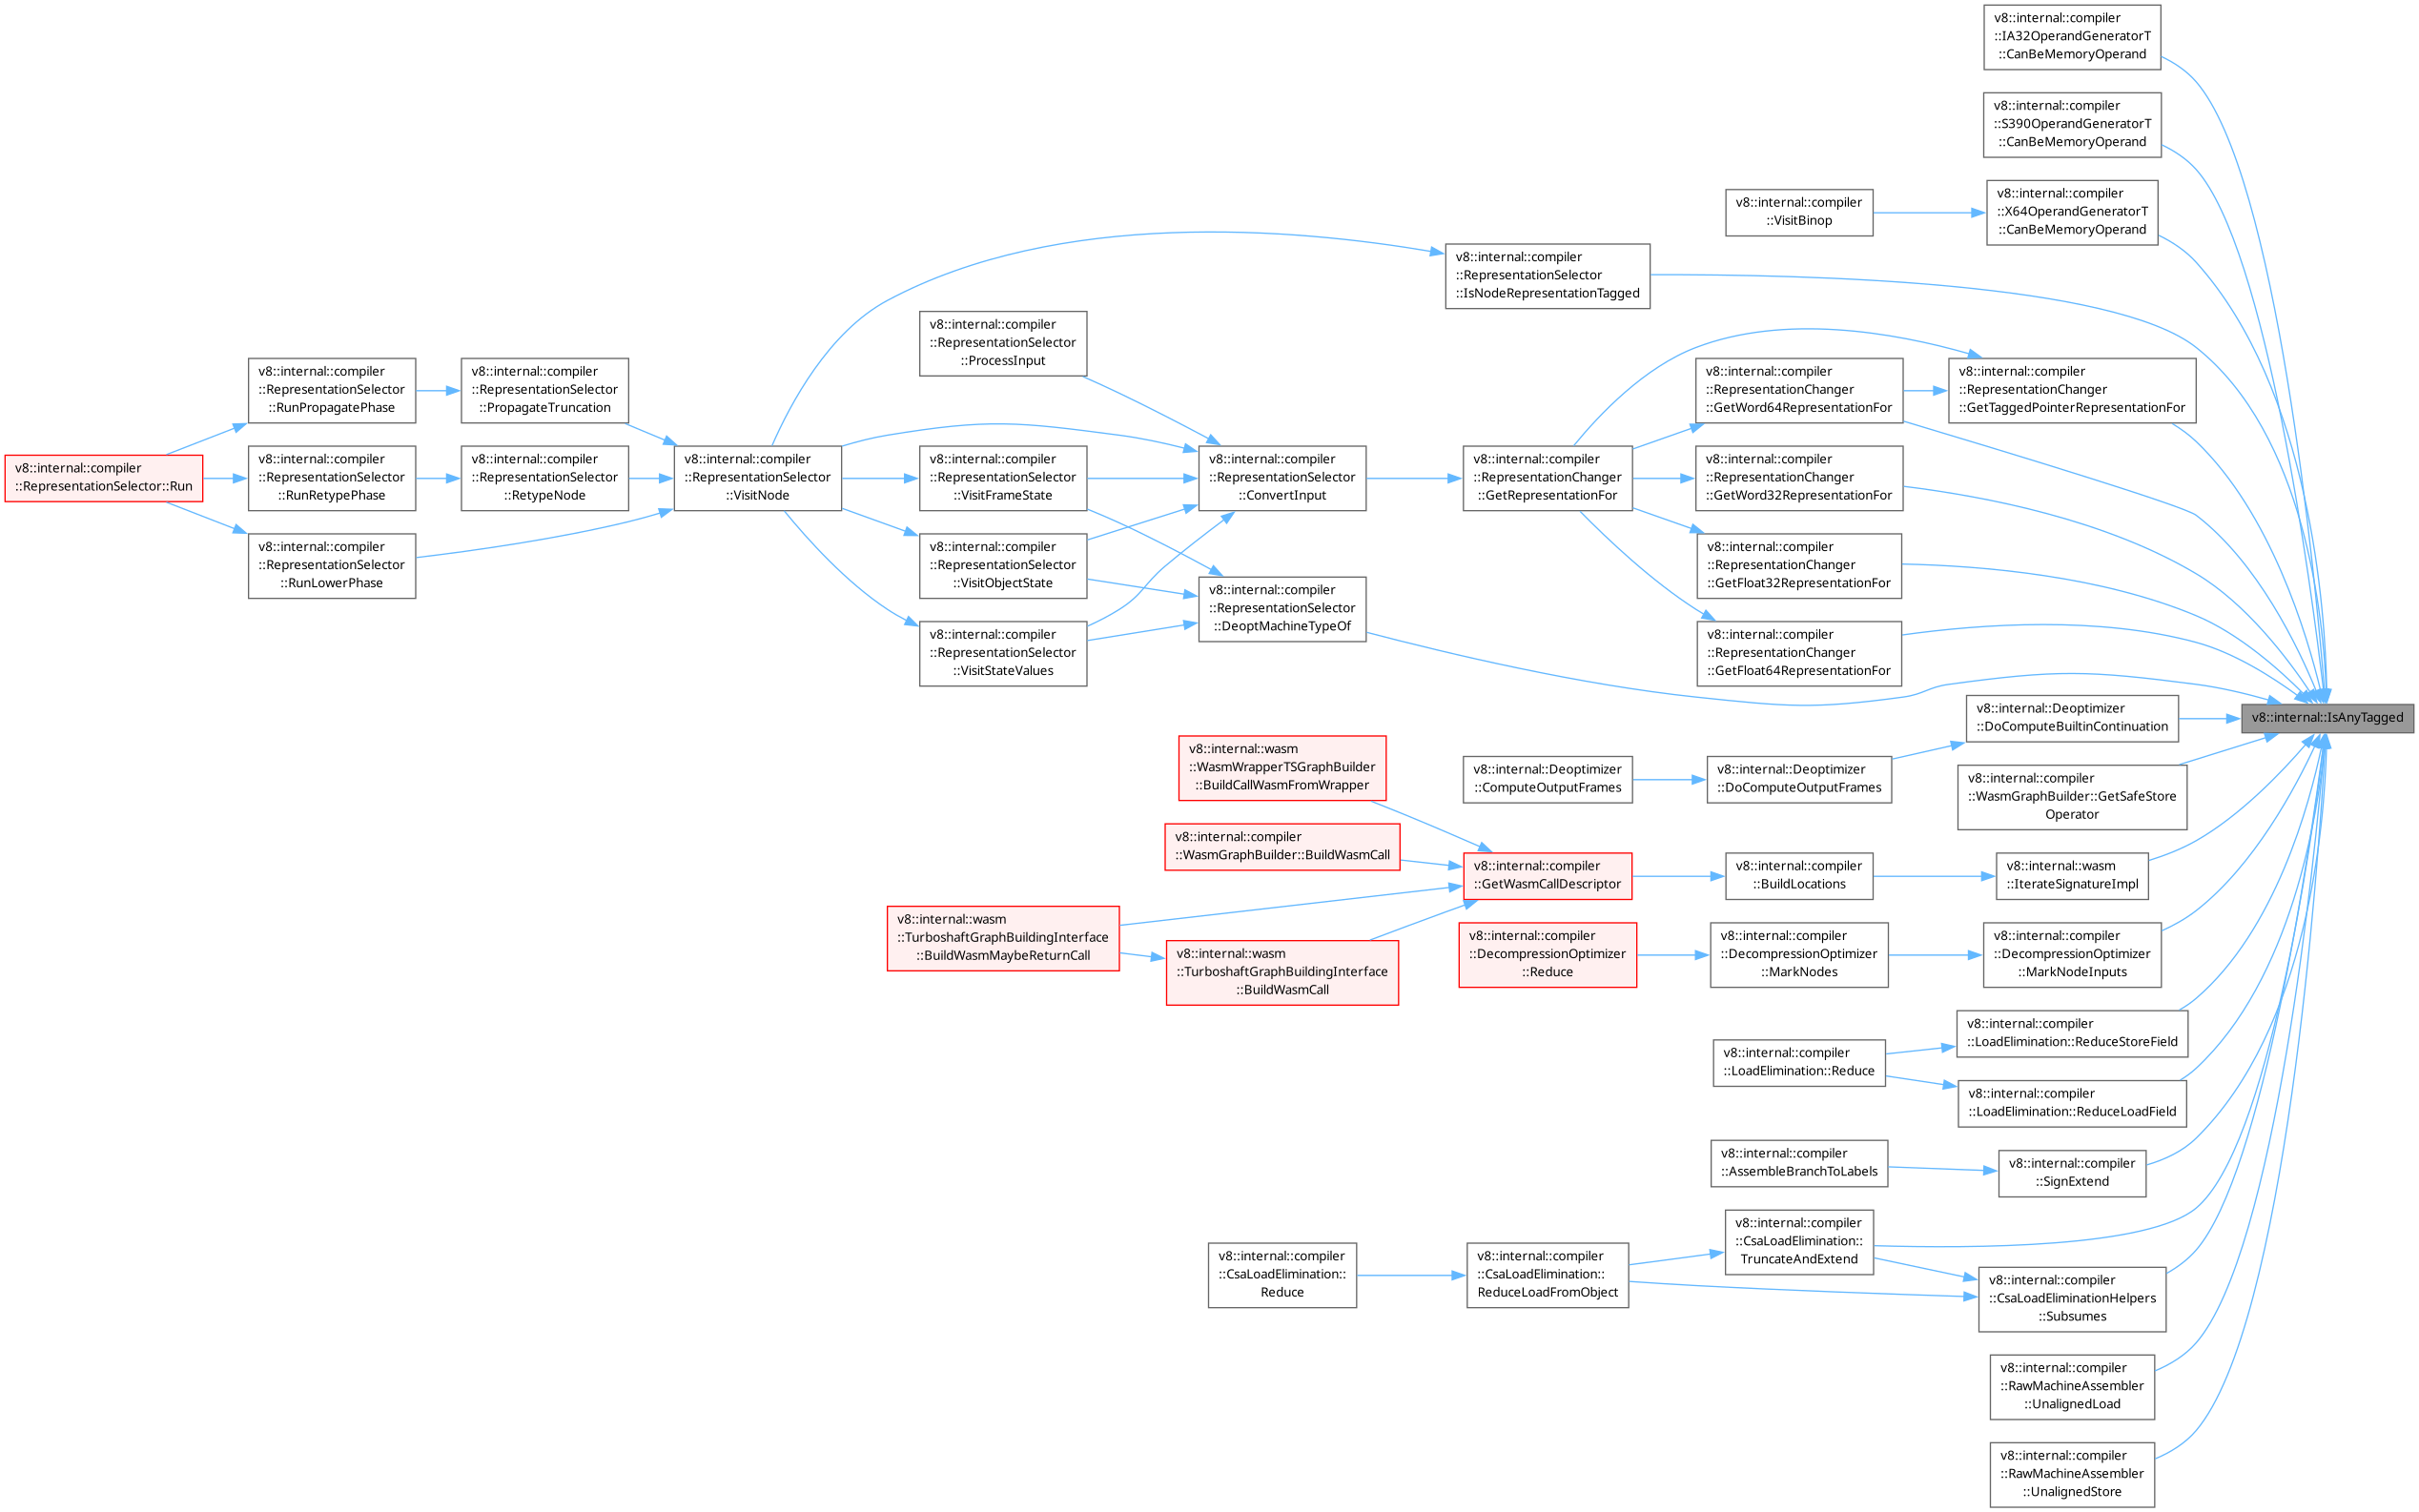 v8::internal::compiler
::IA32OperandGeneratorT
::CanBeMemoryOperand
v8::internal::compiler
::S390OperandGeneratorT
::CanBeMemoryOperand
v8::internal::compiler
::VisitBinop
v8::internal::compiler
::X64OperandGeneratorT
::CanBeMemoryOperand
v8::internal::compiler
::RepresentationSelector
::IsNodeRepresentationTagged
v8::internal::compiler
::RepresentationSelector
::ProcessInput
v8::internal::compiler
::RepresentationSelector
::RunPropagatePhase
v8::internal::compiler
::RepresentationSelector
::PropagateTruncation
v8::internal::compiler
::RepresentationChanger
::GetWord64RepresentationFor
v8::internal::compiler
::RepresentationChanger
::GetTaggedPointerRepresentationFor
v8::internal::compiler
::RepresentationSelector::Run
v8::internal::compiler
::RepresentationSelector
::RunRetypePhase
v8::internal::compiler
::RepresentationSelector
::RetypeNode
v8::internal::compiler
::RepresentationSelector
::VisitNode
v8::internal::compiler
::RepresentationSelector
::VisitFrameState
v8::internal::compiler
::RepresentationSelector
::ConvertInput
v8::internal::compiler
::RepresentationChanger
::GetRepresentationFor
v8::internal::compiler
::RepresentationChanger
::GetWord32RepresentationFor
v8::internal::compiler
::RepresentationSelector
::RunLowerPhase
v8::internal::compiler
::RepresentationSelector
::VisitObjectState
v8::internal::compiler
::RepresentationChanger
::GetFloat32RepresentationFor
v8::internal::compiler
::RepresentationSelector
::DeoptMachineTypeOf
v8::internal::compiler
::RepresentationSelector
::VisitStateValues
v8::internal::compiler
::RepresentationChanger
::GetFloat64RepresentationFor
v8::internal::IsAnyTagged
v8::internal::Deoptimizer
::DoComputeBuiltinContinuation
v8::internal::wasm
::WasmWrapperTSGraphBuilder
::BuildCallWasmFromWrapper
v8::internal::Deoptimizer
::ComputeOutputFrames
v8::internal::Deoptimizer
::DoComputeOutputFrames
v8::internal::compiler
::WasmGraphBuilder::GetSafeStore
Operator
v8::internal::compiler
::WasmGraphBuilder::BuildWasmCall
v8::internal::compiler
::GetWasmCallDescriptor
v8::internal::compiler
::BuildLocations
v8::internal::wasm
::IterateSignatureImpl
v8::internal::wasm
::TurboshaftGraphBuildingInterface
::BuildWasmMaybeReturnCall
v8::internal::wasm
::TurboshaftGraphBuildingInterface
::BuildWasmCall
v8::internal::compiler
::DecompressionOptimizer
::Reduce
v8::internal::compiler
::DecompressionOptimizer
::MarkNodes
v8::internal::compiler
::DecompressionOptimizer
::MarkNodeInputs
v8::internal::compiler
::LoadElimination::ReduceStoreField
v8::internal::compiler
::LoadElimination::Reduce
v8::internal::compiler
::LoadElimination::ReduceLoadField
v8::internal::compiler
::AssembleBranchToLabels
v8::internal::compiler
::SignExtend
v8::internal::compiler
::CsaLoadElimination::
TruncateAndExtend
v8::internal::compiler
::CsaLoadElimination::
Reduce
v8::internal::compiler
::CsaLoadElimination::
ReduceLoadFromObject
v8::internal::compiler
::CsaLoadEliminationHelpers
::Subsumes
v8::internal::compiler
::RawMachineAssembler
::UnalignedLoad
v8::internal::compiler
::RawMachineAssembler
::UnalignedStore